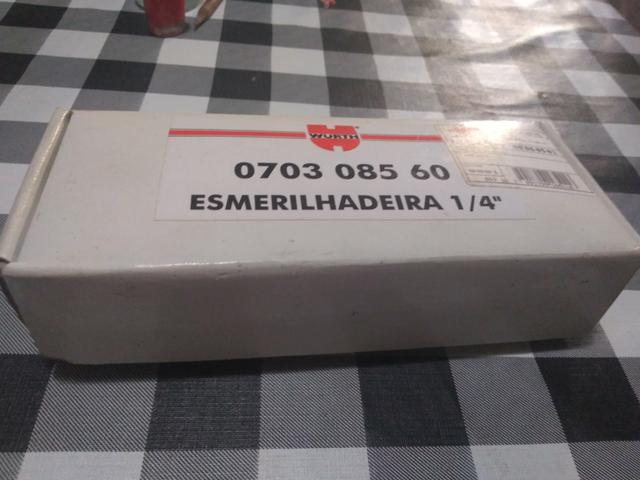 WÜRTH
0703 085 60
ESMERILHADEIRA 1/4"